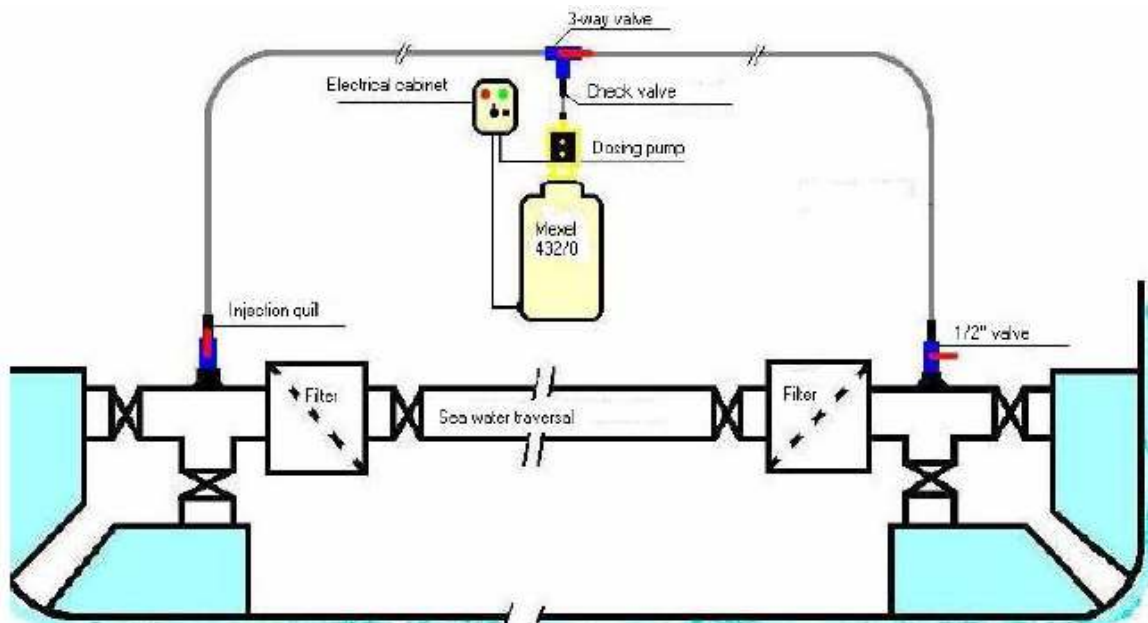 3-way valve
Electrical cabinet
Check valve
Dosing pump
Mexel
432/0
Injection quill
1/2" valve
Filter
Filter
Sea water traversal